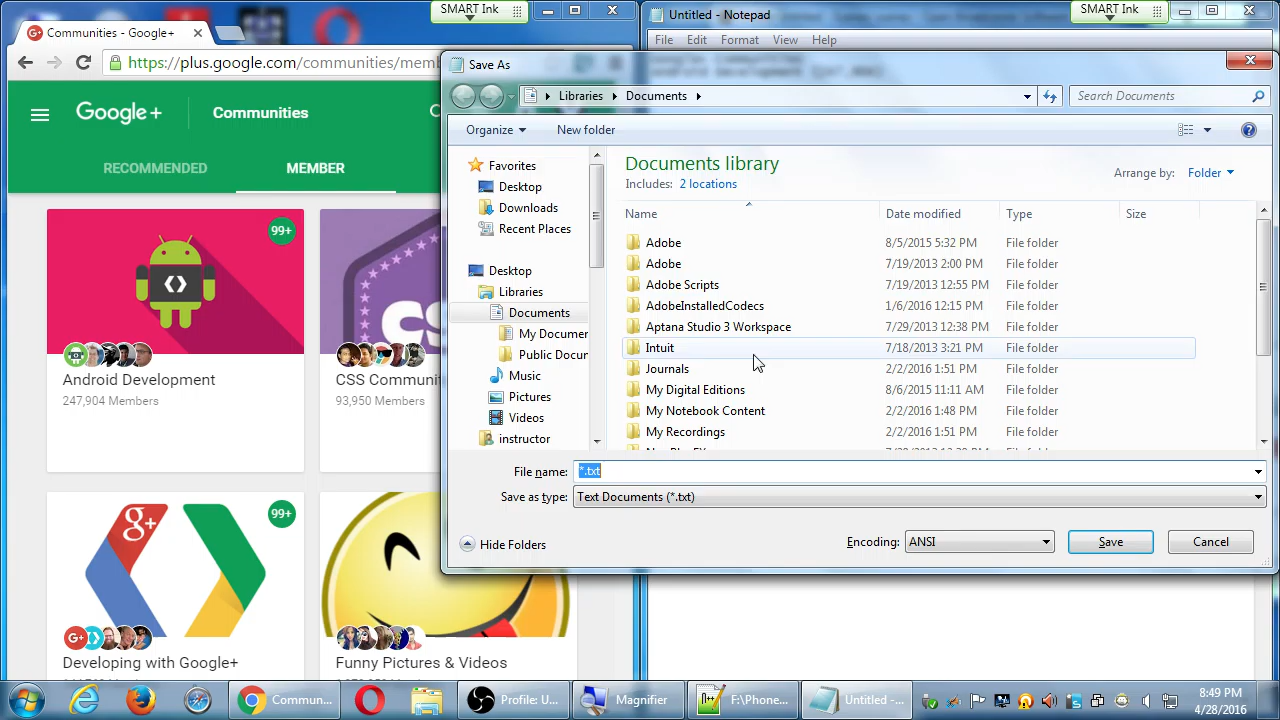 SMART Ink
SMART Ink
Communities - Google+
Untitled - Notepad
File Edit Format View Help
https://plus.google.com/communities/mem
Google+ Communities
RECOMMENDED MEMBER
99+
Android Development
247,904 Members
CSS Communi
93,950 Members
99+
g+
Developing with Google+
Funny Pictures & Videos
Save As
Libraries Documents
Search Documents
Organize New folder
Documents library
Includes: 2 locations
Arrange by: Folder
Favorites
Desktop
Downloads
Recent Places
Desktop
Libraries
Documents
My Documen
Public Docun
Music
Pictures
Videos
instructor
Name Date modified Type Size
Adobe 8/5/2015 5:32 PM File folder
Adobe 7/19/2013 2:00 PM File folder
Adobe Scripts 7/19/2013 12:55 PM File folder
AdobeInstalledCodecs 1/6/2016 12:15 PM File folder
Aptana Studio 3 Workspace 7/29/2013 12:38 PM File folder
Intuit 7/18/2013 3:21 PM File folder
Journals 2/2/2016 1:51 PM File folder
My Digital Editions 8/6/2015 11:11 AM File folder
My Notebook Content 2/2/2016 1:48 PM File folder
My Recordings 2/2/2016 1:51 PM File folder
File name: *.txt
Save as type: Text Documents (*.txt)
Hide Folders
Encoding: ANSI
Save Cancel
Commun...
Profile: U...
Magnifier
F:\Phone...
Untitled -...
8:49 PM
4/28/2016